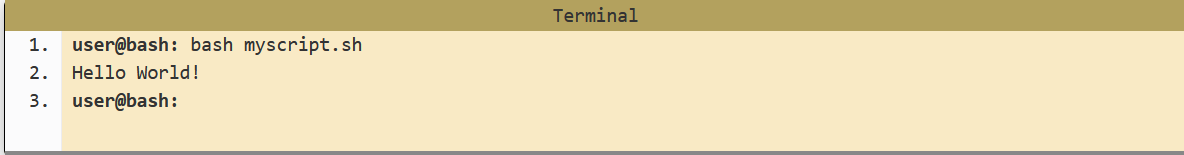 Terminal
1. user@bash: bash myscript.sh
2. Hello World!
3. user@bash: